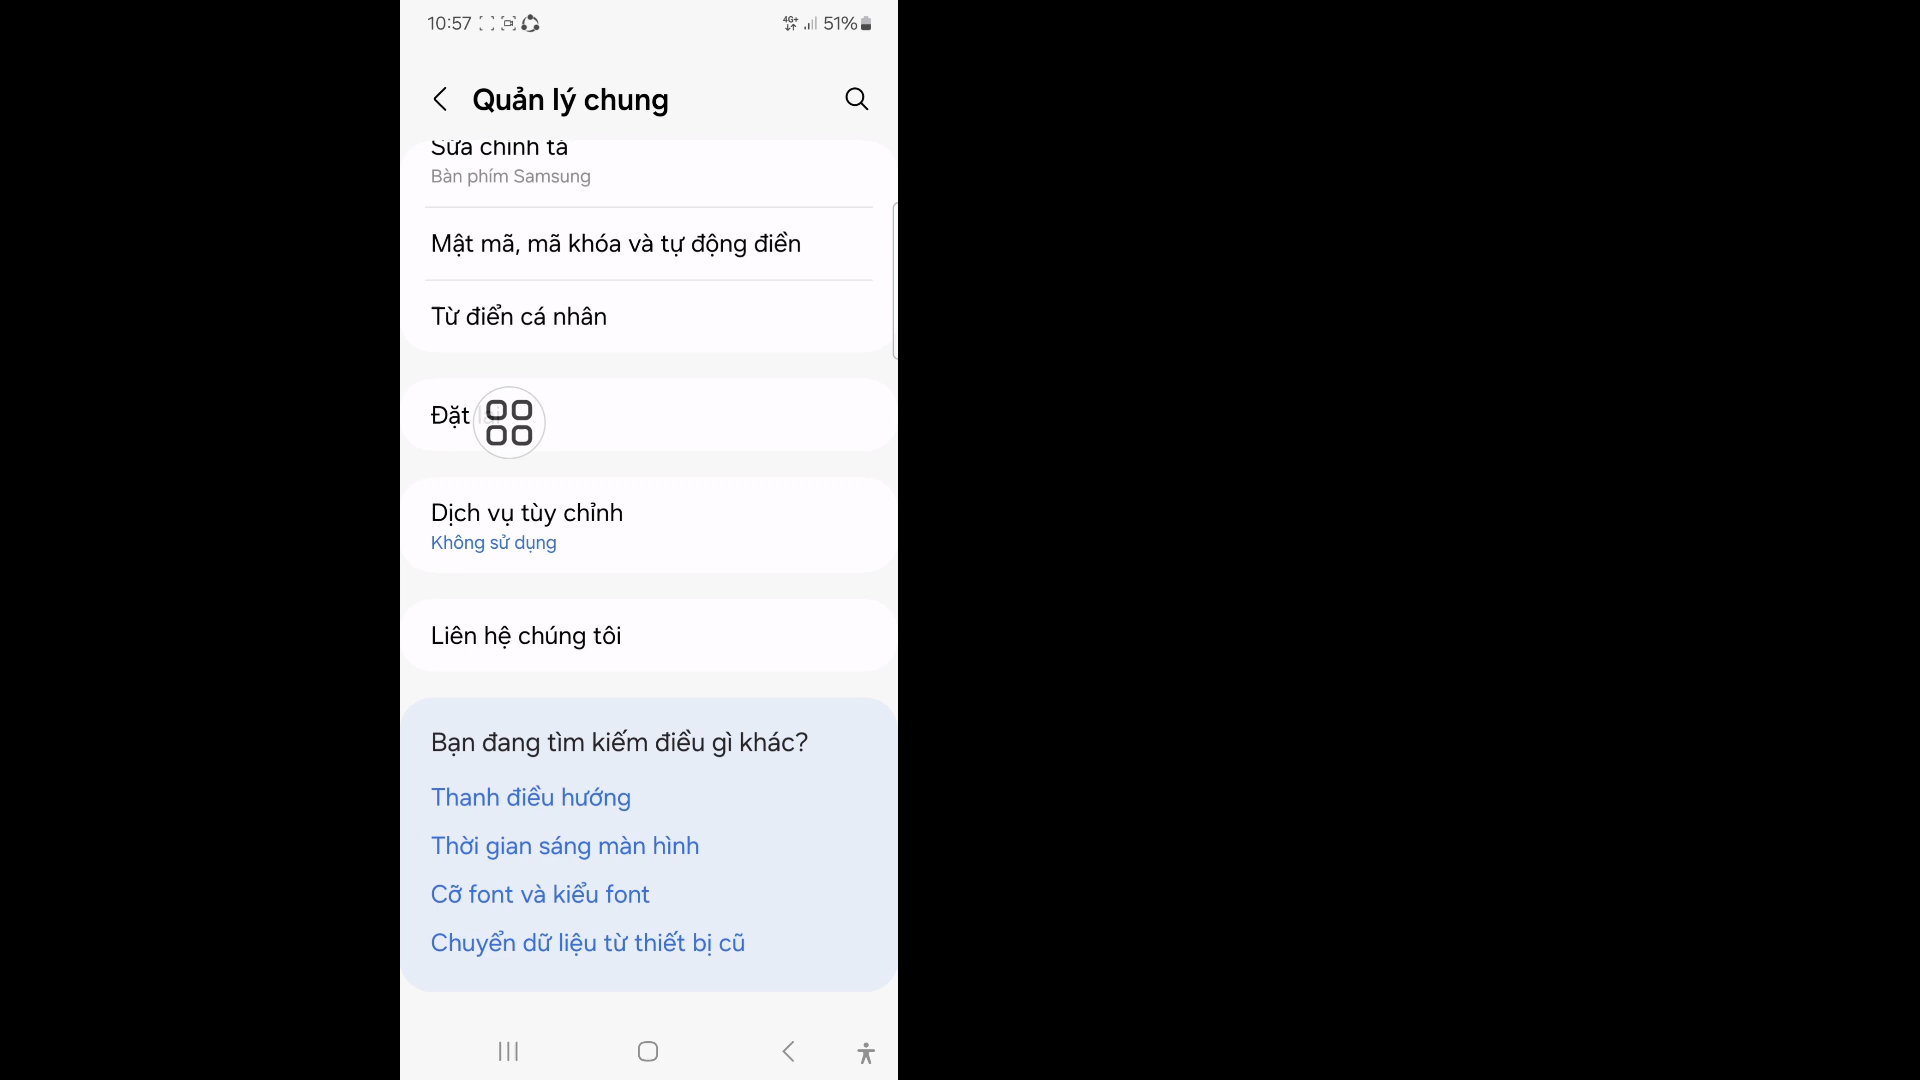 10:57 4G+ 51%
Quản lý chung
Sửa chính tả
Bàn phím Samsung
Mật mã, mã khóa và tự động điền
Từ điển cá nhân
Đặt
Dịch vụ tùy chỉnh
Không sử dụng
Liên hệ chúng tôi
Bạn đang tìm kiếm điều gì khác?
Thanh điều hướng
Thời gian sáng màn hình
Cỡ font và kiểu font
Chuyển dữ liệu từ thiết bị cũ